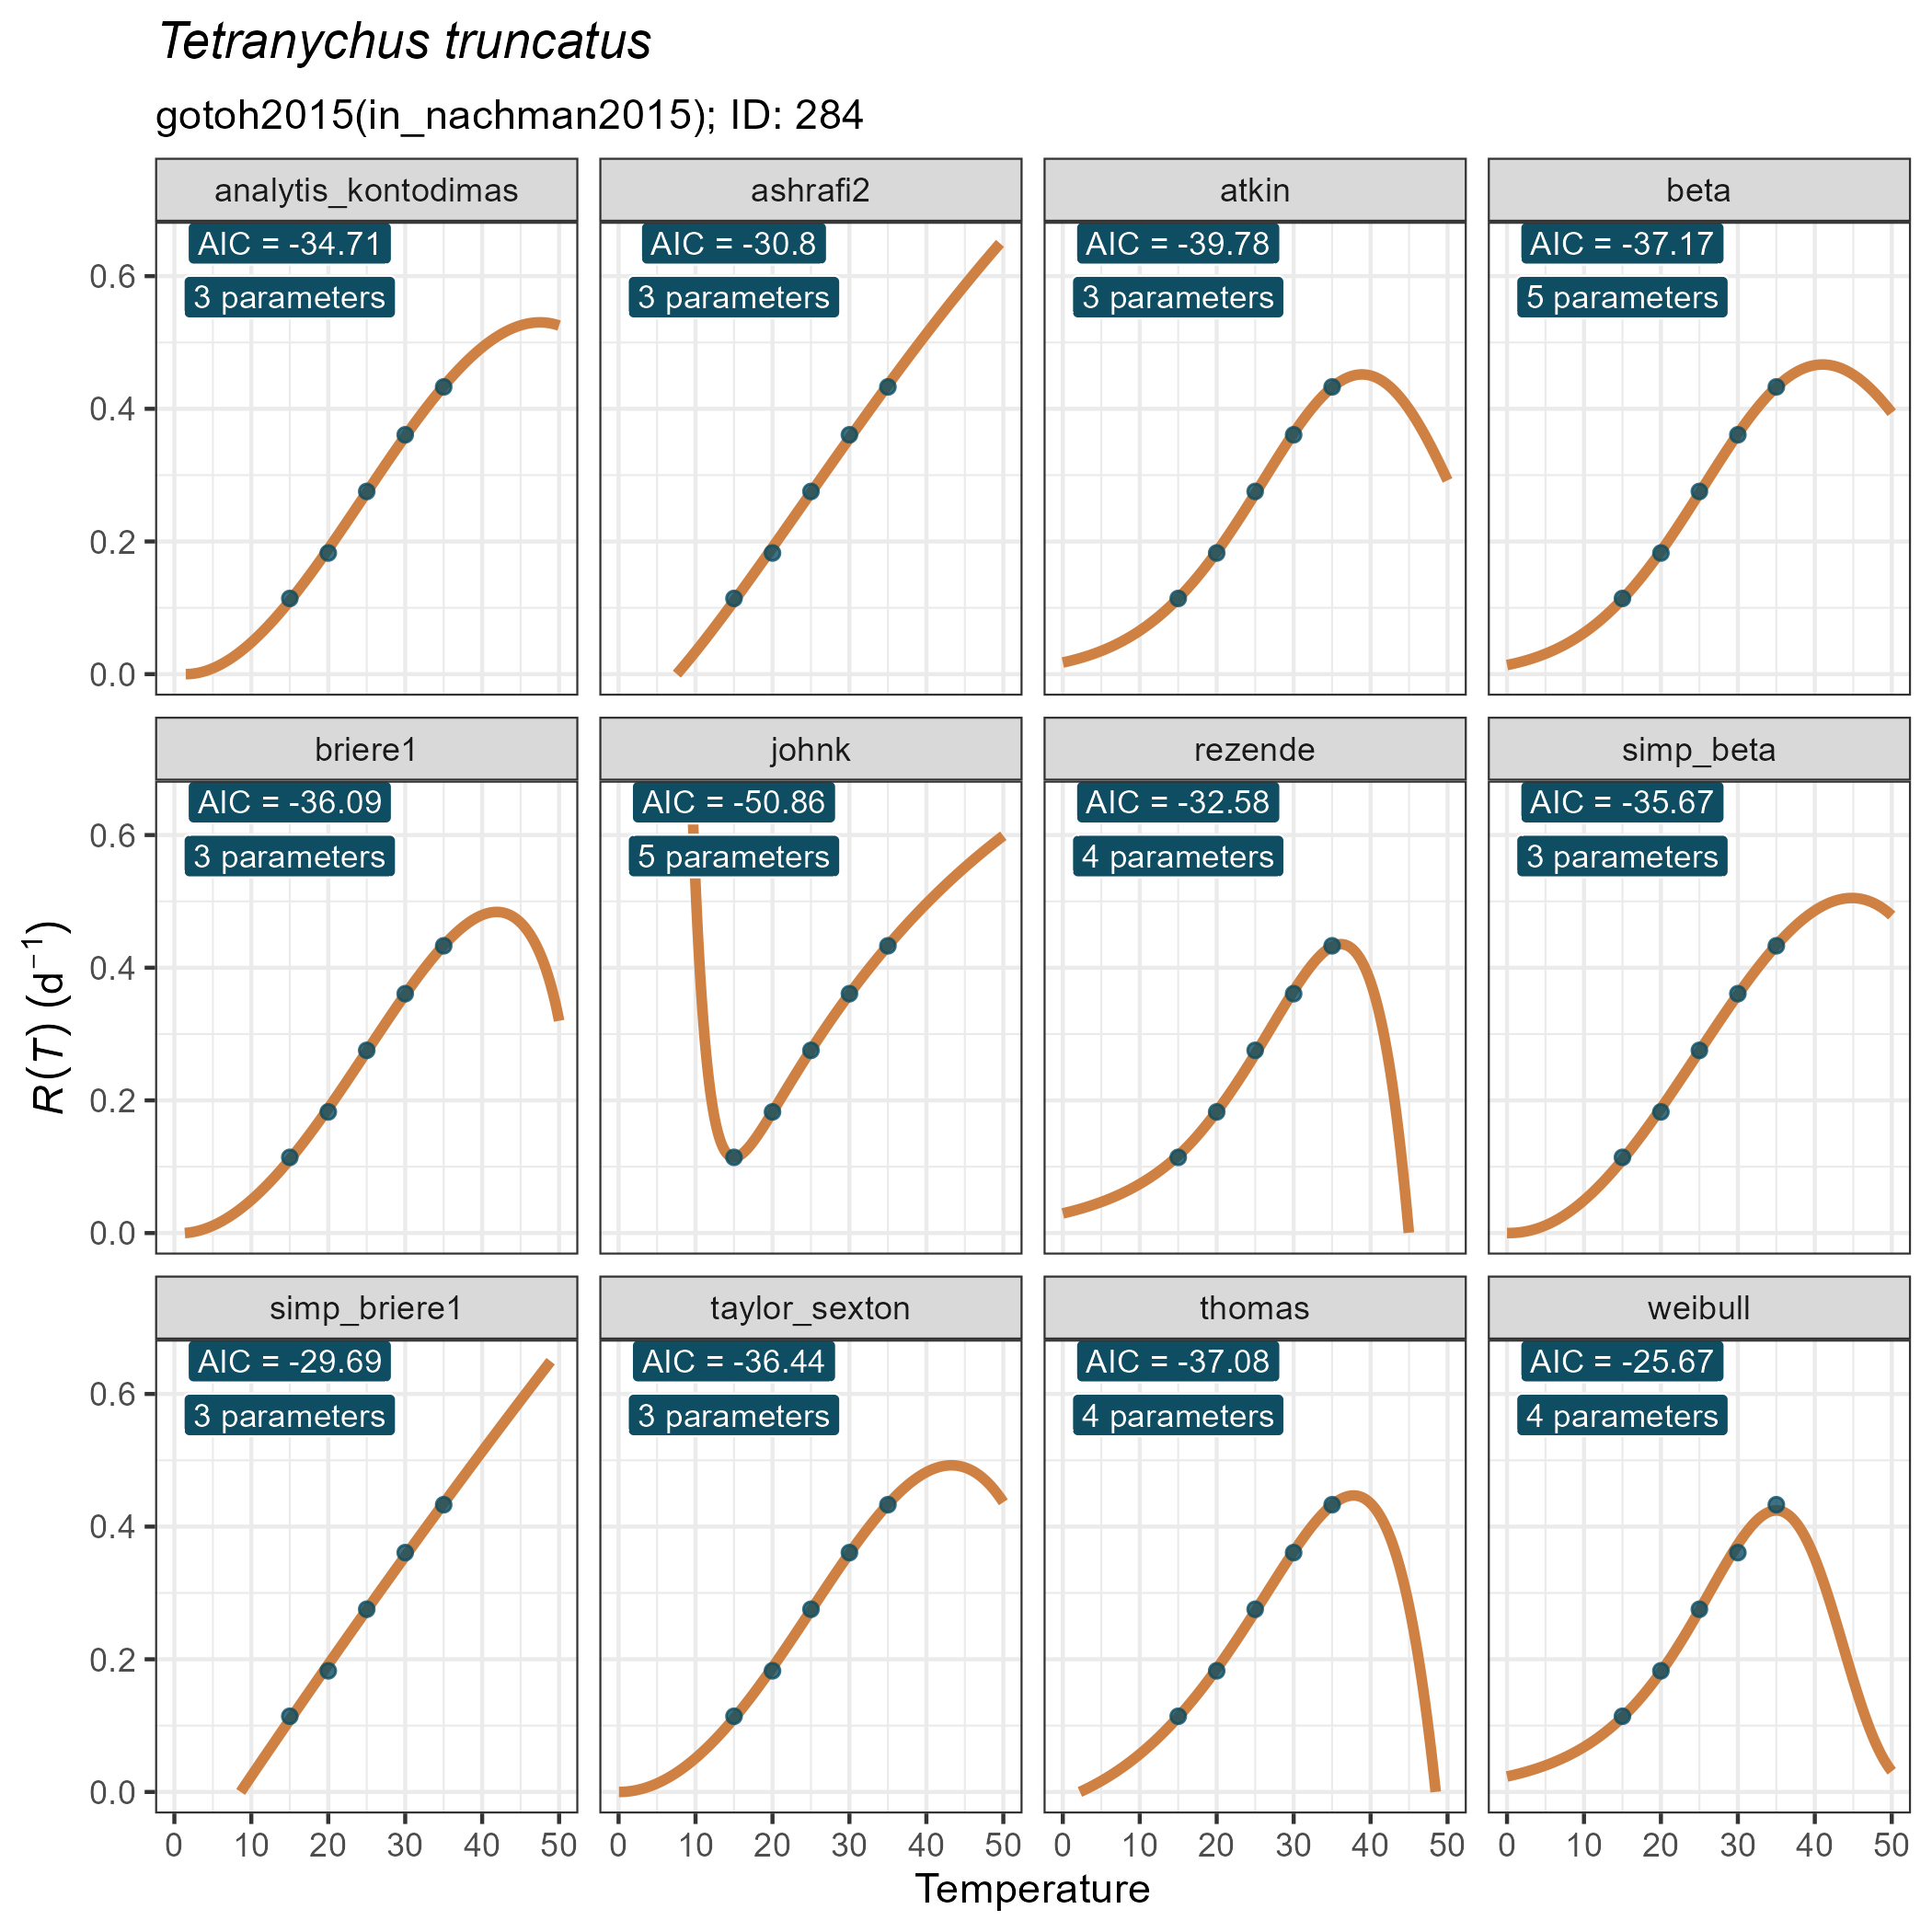 Tetranychus truncatus
gotoh2015(in_nachman2015); ID: 284
analytis_kontodimas
ashrafi2
atkin
beta
AIC = -34.71
3 parameters
AIC = -30.8
3 parameters
AIC = -39.78
3 parameters
AIC = -37.17
5 parameters
0.6
0.4
0.2
0.0
briere1
johnk
rezende
simp_beta
AIC = -36.09
3 parameters
AIC = -50.86
5 parameters
AIC = -32.58
4 parameters
AIC = -35.67
3 parameters
0.6
0.4
0.2
0.0
R(T) (d⁻¹)
simp_briere1
taylor_sexton
thomas
weibull
AIC = -29.69
3 parameters
AIC = -36.44
3 parameters
AIC = -37.08
4 parameters
AIC = -25.67
4 parameters
0.6
0.4
0.2
0.0
0 10 20 30 40 50
0 10 20 30 40 50
0 10 20 30 40 50
0 10 20 30 40 50
Temperature